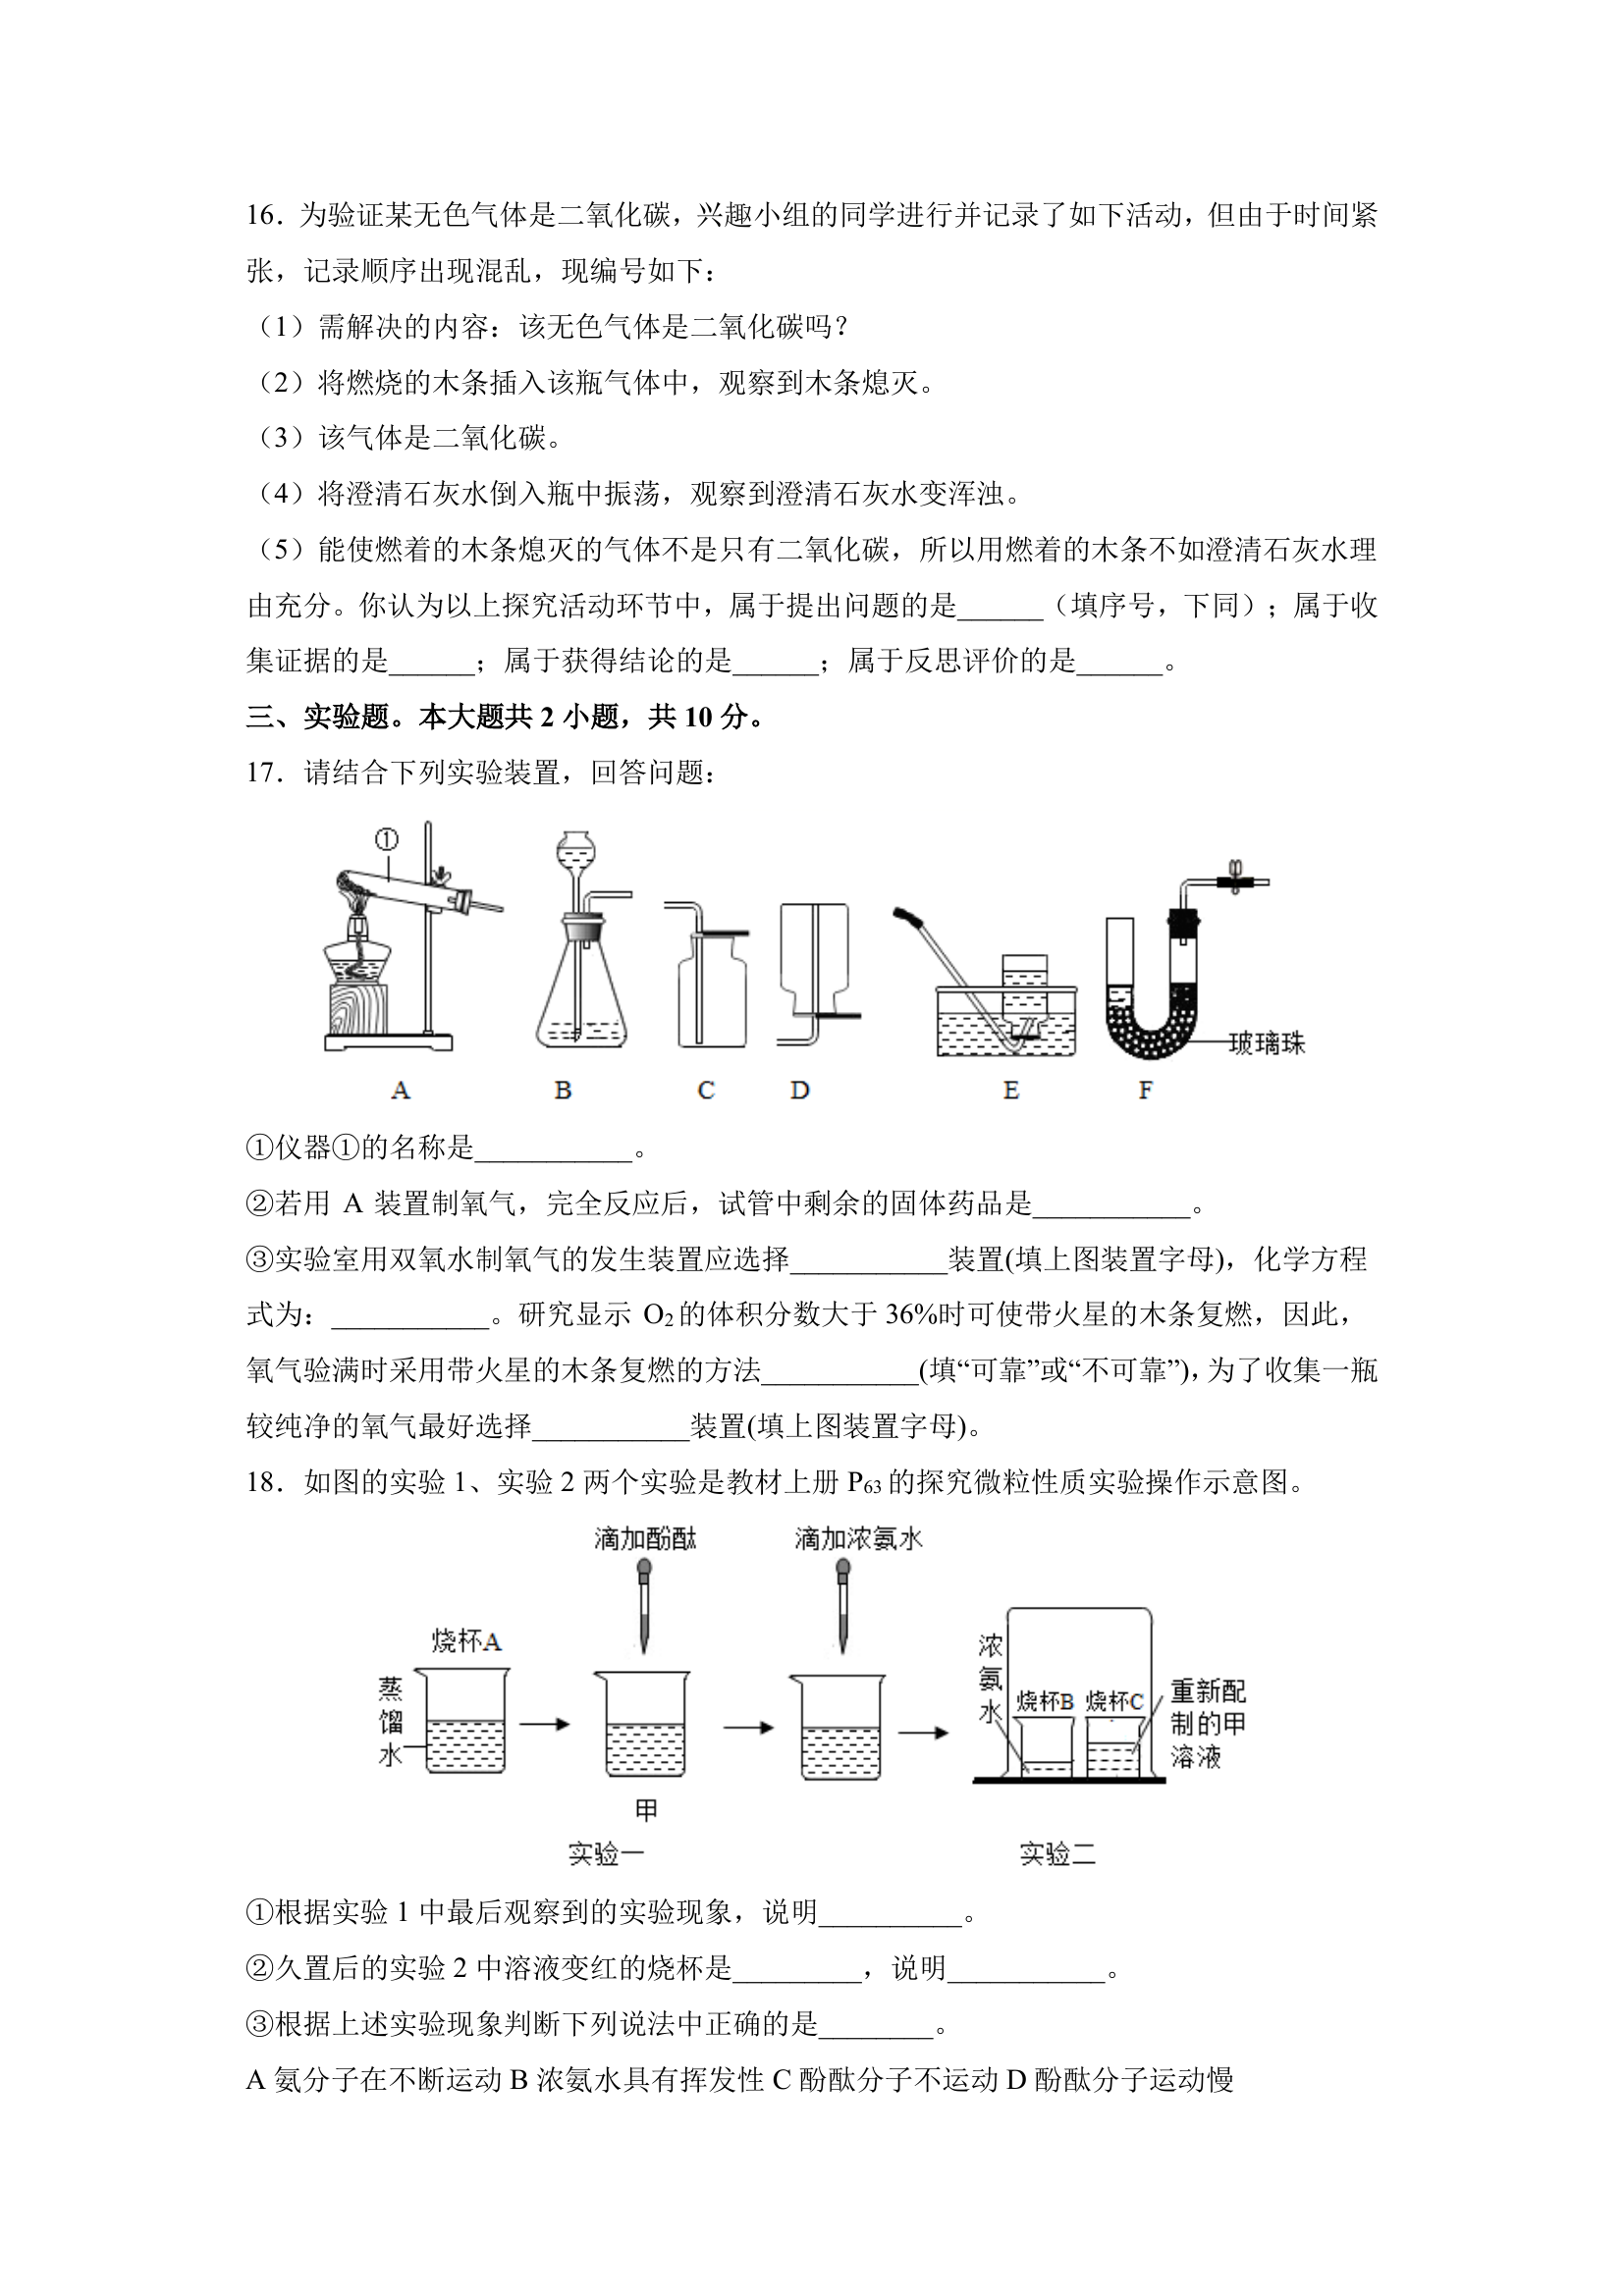 16．为验证某无色气体是二氧化碳，兴趣小组的同学进行并记录了如下活动，但由于时间紧
张，记录顺序出现混乱，现编号如下：
（1）需解决的内容：该无色气体是二氧化碳吗？
（2）将燃烧的木条插入该瓶气体中，观察到木条熄灭。
（3）该气体是二氧化碳。
（4）将澄清石灰水倒入瓶中振荡，观察到澄清石灰水变浑浊。
（5）能使燃着的木条熄灭的气体不是只有二氧化碳，所以用燃着的木条不如澄清石灰水理
由充分。你认为以上探究活动环节中，属于提出问题的是______（填序号，下同）；属于收
集证据的是______；属于获得结论的是______；属于反思评价的是______。
三、实验题。本大题共 2 小题，共 10 分。
17．请结合下列实验装置，回答问题：
①
玻璃珠
A B C D E F
①仪器①的名称是___________。
②若用 A 装置制氧气，完全反应后，试管中剩余的固体药品是___________。
③实验室用双氧水制氧气的发生装置应选择___________装置(填上图装置字母)，化学方程
式为：___________。研究显示 O₂的体积分数大于 36%时可使带火星的木条复燃，因此，
氧气验满时采用带火星的木条复燃的方法___________(填“可靠”或“不可靠”)，为了收集一瓶
较纯净的氧气最好选择___________装置(填上图装置字母)。
18．如图的实验 1、实验 2 两个实验是教材上册 P₆₃的探究微粒性质实验操作示意图。
滴加酚酞 滴加浓氨水
烧杯A
蒸馏水
浓氨水
烧杯B 烧杯C
重新配
制的甲
溶液
甲
实验一 实验二
①根据实验 1 中最后观察到的实验现象，说明__________。
②久置后的实验 2 中溶液变红的烧杯是_________，说明___________。
③根据上述实验现象判断下列说法中正确的是________。
A 氨分子在不断运动 B 浓氨水具有挥发性 C 酚酞分子不运动 D 酚酞分子运动慢